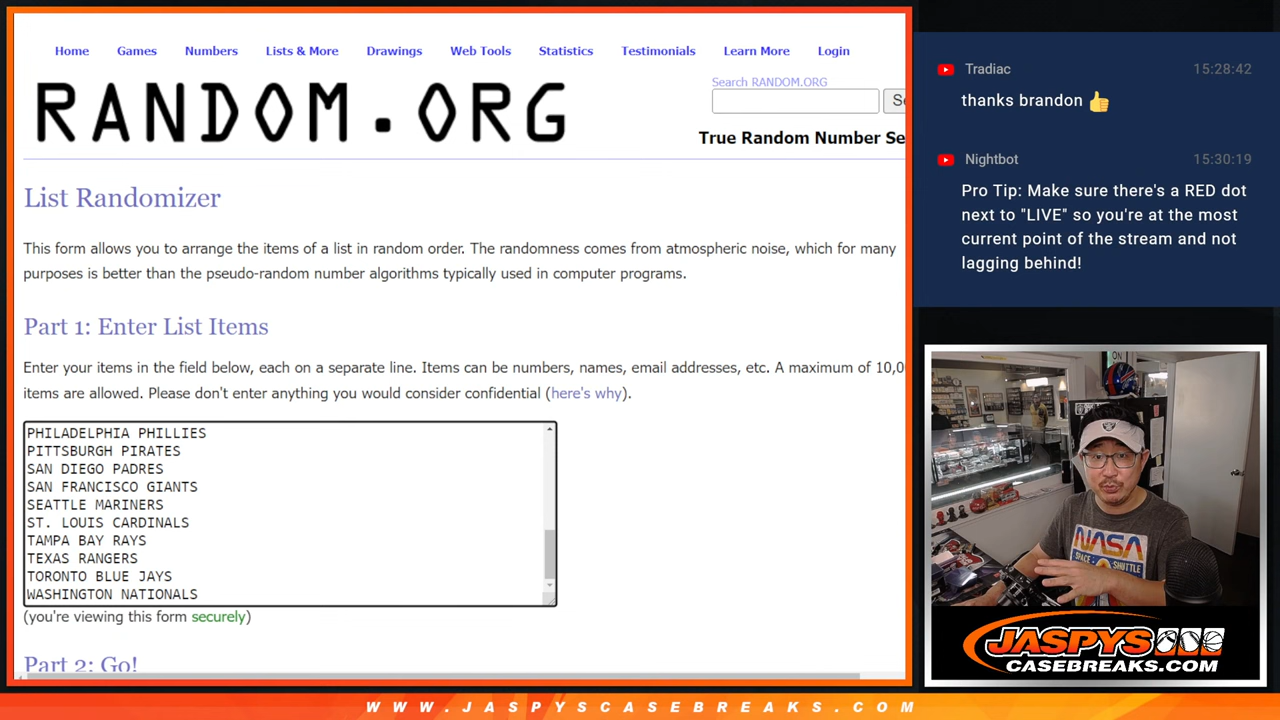 Home Games Numbers Lists & More Drawings Web Tools Statistics Testimonials Learn More Login
RANDOM.ORG
Search RANDOM.ORG
True Random Number Se
List Randomizer
This form allows you to arrange the items of a list in random order. The randomness comes from atmospheric noise, which for many
purposes is better than the pseudo-random number algorithms typically used in computer programs.
Part 1: Enter List Items
Enter your items in the field below, each on a separate line. Items can be numbers, names, email addresses, etc. A maximum of 10,0
items are allowed. Please don't enter anything you would consider confidential (here's why).
PHILADELPHIA PHILLIES
PITTSBURGH PIRATES
SAN DIEGO PADRES
SAN FRANCISCO GIANTS
SEATTLE MARINERS
ST. LOUIS CARDINALS
TAMPA BAY RAYS
TEXAS RANGERS
TORONTO BLUE JAYS
WASHINGTON NATIONALS
(you're viewing this form securely)
Part 2: Go!
Tradiac 15:28:42
thanks brandon 👍
Nightbot 15:30:19
Pro Tip: Make sure there's a RED dot
next to "LIVE" so you're at the most
current point of the stream and not
lagging behind!
ON
NASA
SPACE SHUTTLE
JASPYS
CASEBREAKS.COM
WWW.JASPYSCASEBREAKS.COM